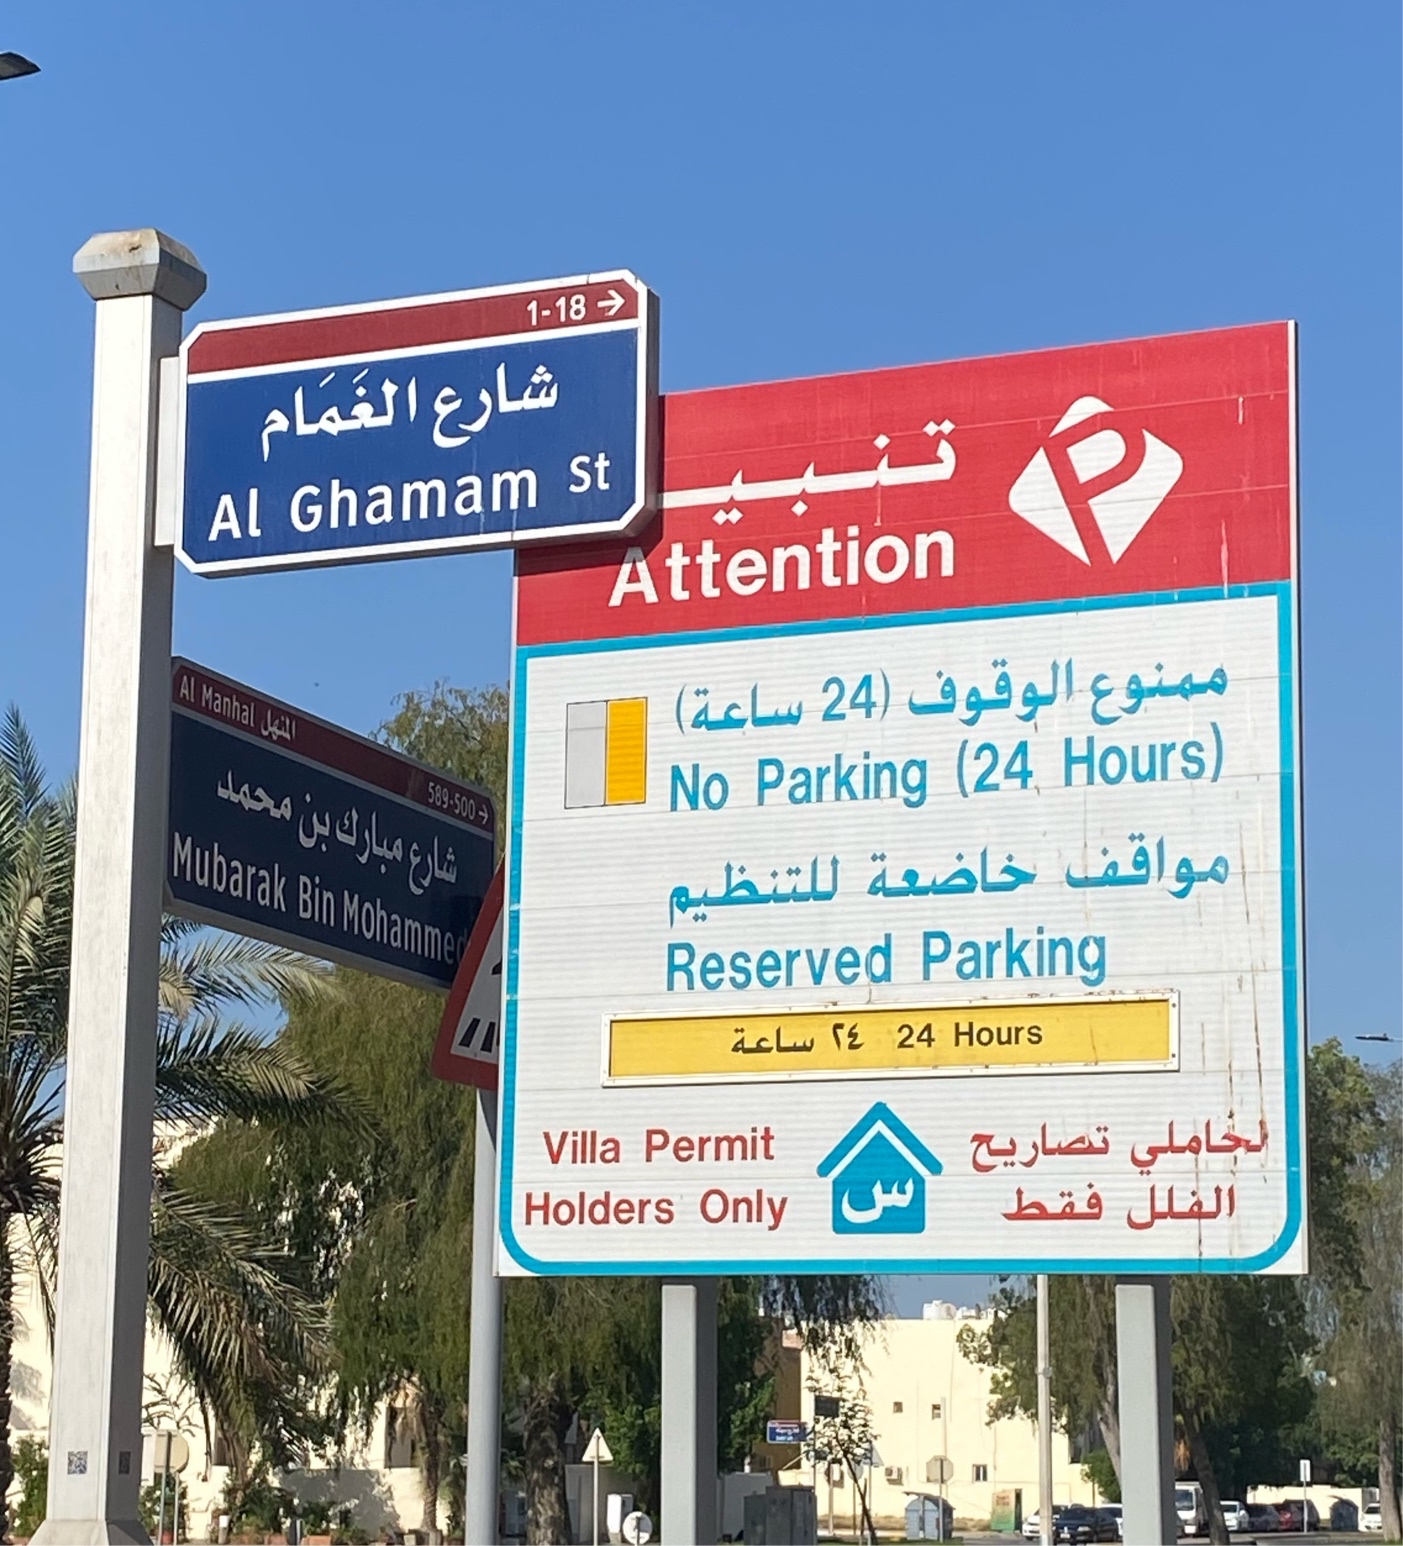 1-18 →
شارع الغَمَام
Al Ghamam St
تنبيـ
Attention
Al Manhal المنهل
589-500 →
شارع مبارك بن محمد
Mubarak Bin Mohammed
ممنوع الوقوف (24 ساعة)
No Parking (24 Hours)
مواقف خاضعة للتنظيم
Reserved Parking
٢٤ ساعة 24 Hours
Villa Permit
Holders Only
س
لحاملي تصاريح
الفلل فقط